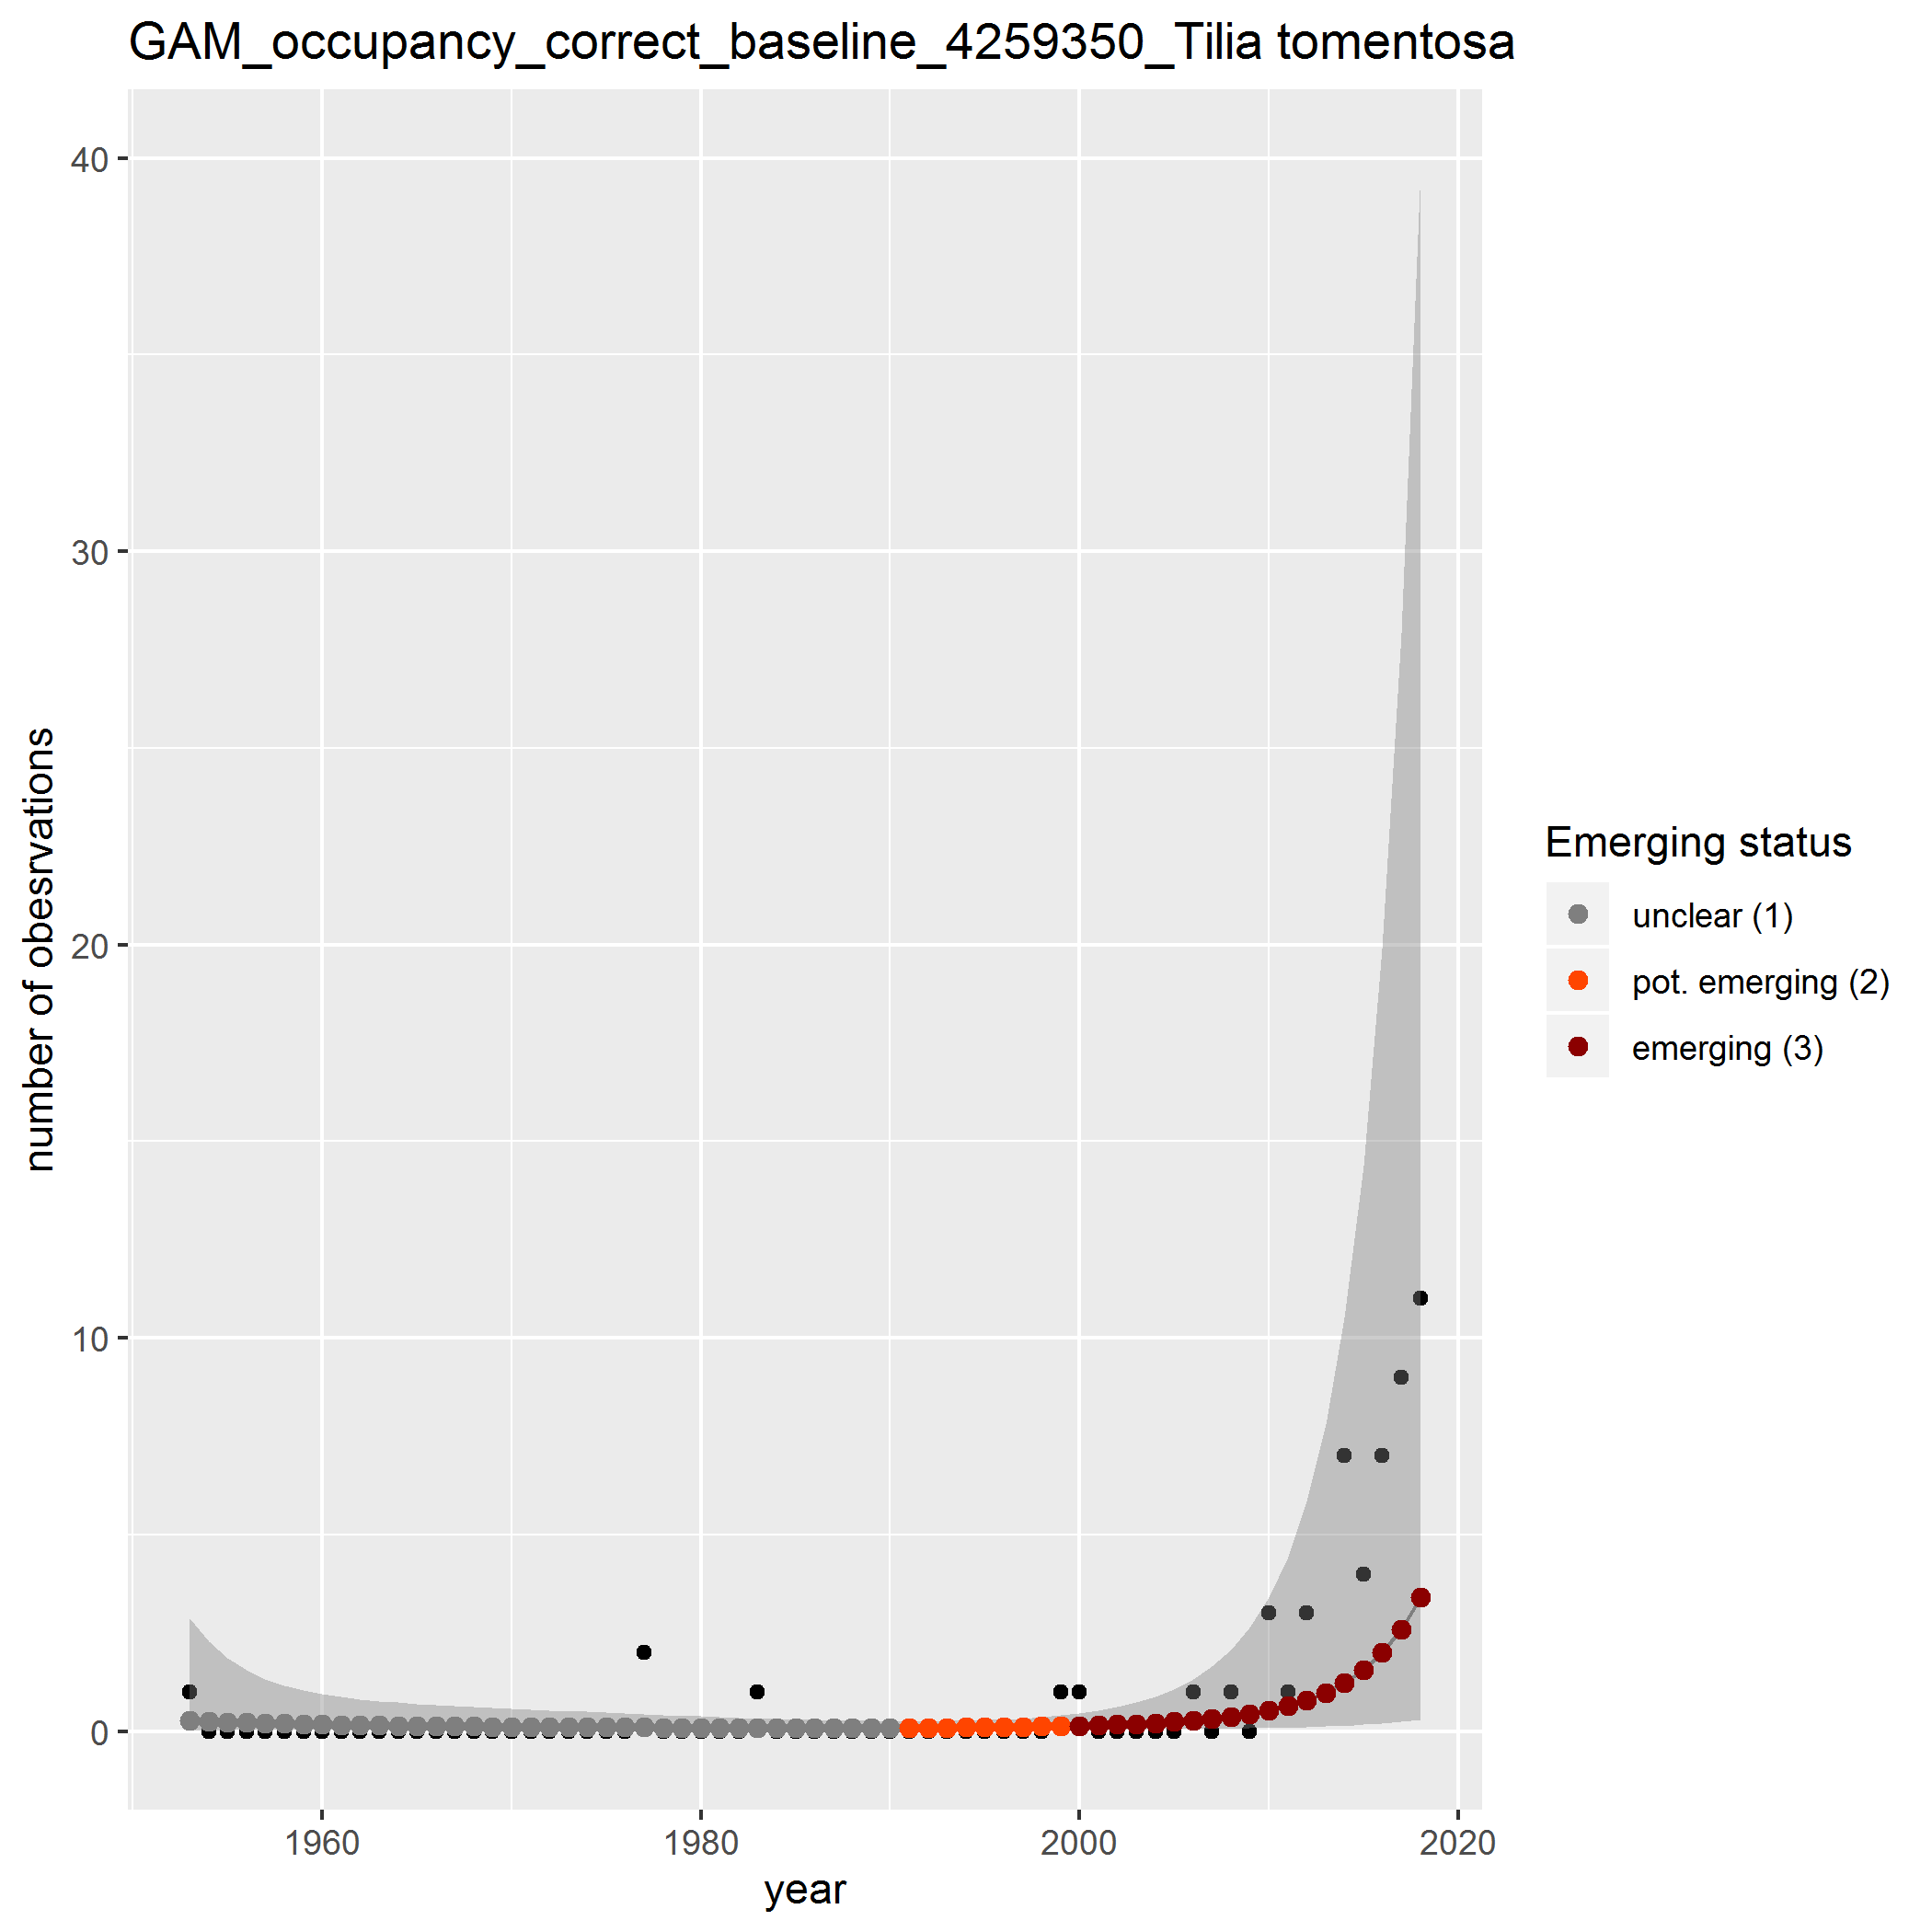 GAM_occupancy_correct_baseline_4259350_Tilia tomentosa
40
30
20
10
0
number of obesrvations
1960
1980
2000
2020
year
Emerging status
unclear (1)
pot. emerging (2)
emerging (3)